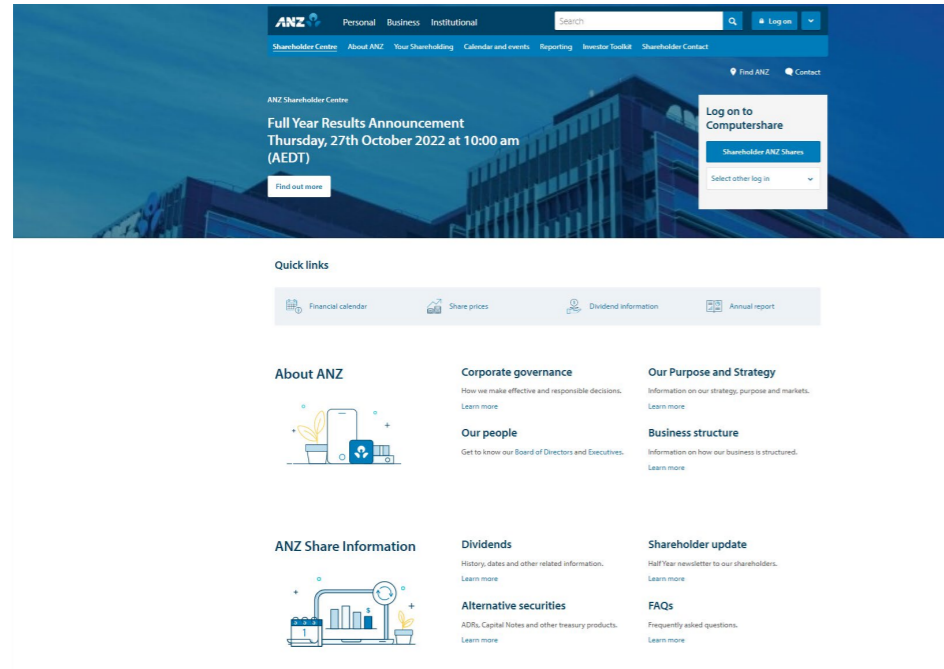 ANZ
Personal Business Institutional
Search
Log on
Shareholder Centre About ANZ Your Shareholding Calendar and events Reporting Investor Toolkit Shareholder Contact
Find ANZ Contact
ANZ Shareholder Centre
Full Year Results Announcement
Thursday, 27th October 2022 at 10:00 am
(AEDT)
Find out more
Log on to
Computershare
Shareholder ANZ Shares
Select other log in
Quick links
Financial calendar
Share prices
Dividend information
Annual report
About ANZ
Corporate governance
How we make effective and responsible decisions.
Learn more
Our Purpose and Strategy
Information on our strategy, purpose and markets.
Learn more
Our people
Get to know our Board of Directors and Executives.
Business structure
Information on how our business is structured.
Learn more
ANZ Share Information
1
$
Dividends
History, dates and other related information.
Learn more
Shareholder update
Half Year newsletter to our shareholders.
Learn more
Alternative securities
ADRs, Capital Notes and other treasury products.
Learn more
FAQs
Frequently asked questions.
Learn more